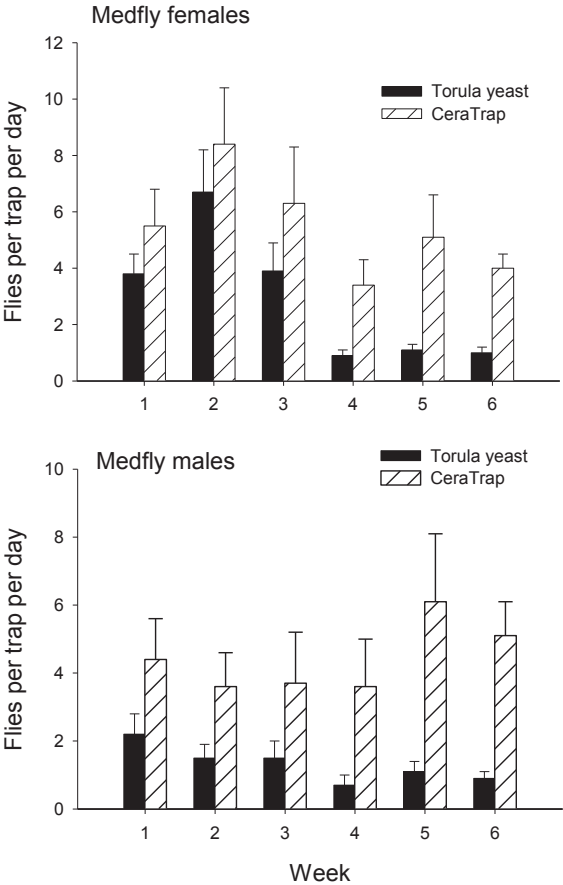 Medfly females
Torula yeast
CeraTrap
Flies per trap per day
12
10
8
6
4
2
0
1 2 3 4 5 6
Medfly males
Torula yeast
CeraTrap
Flies per trap per day
10
8
6
4
2
0
1 2 3 4 5 6
Week